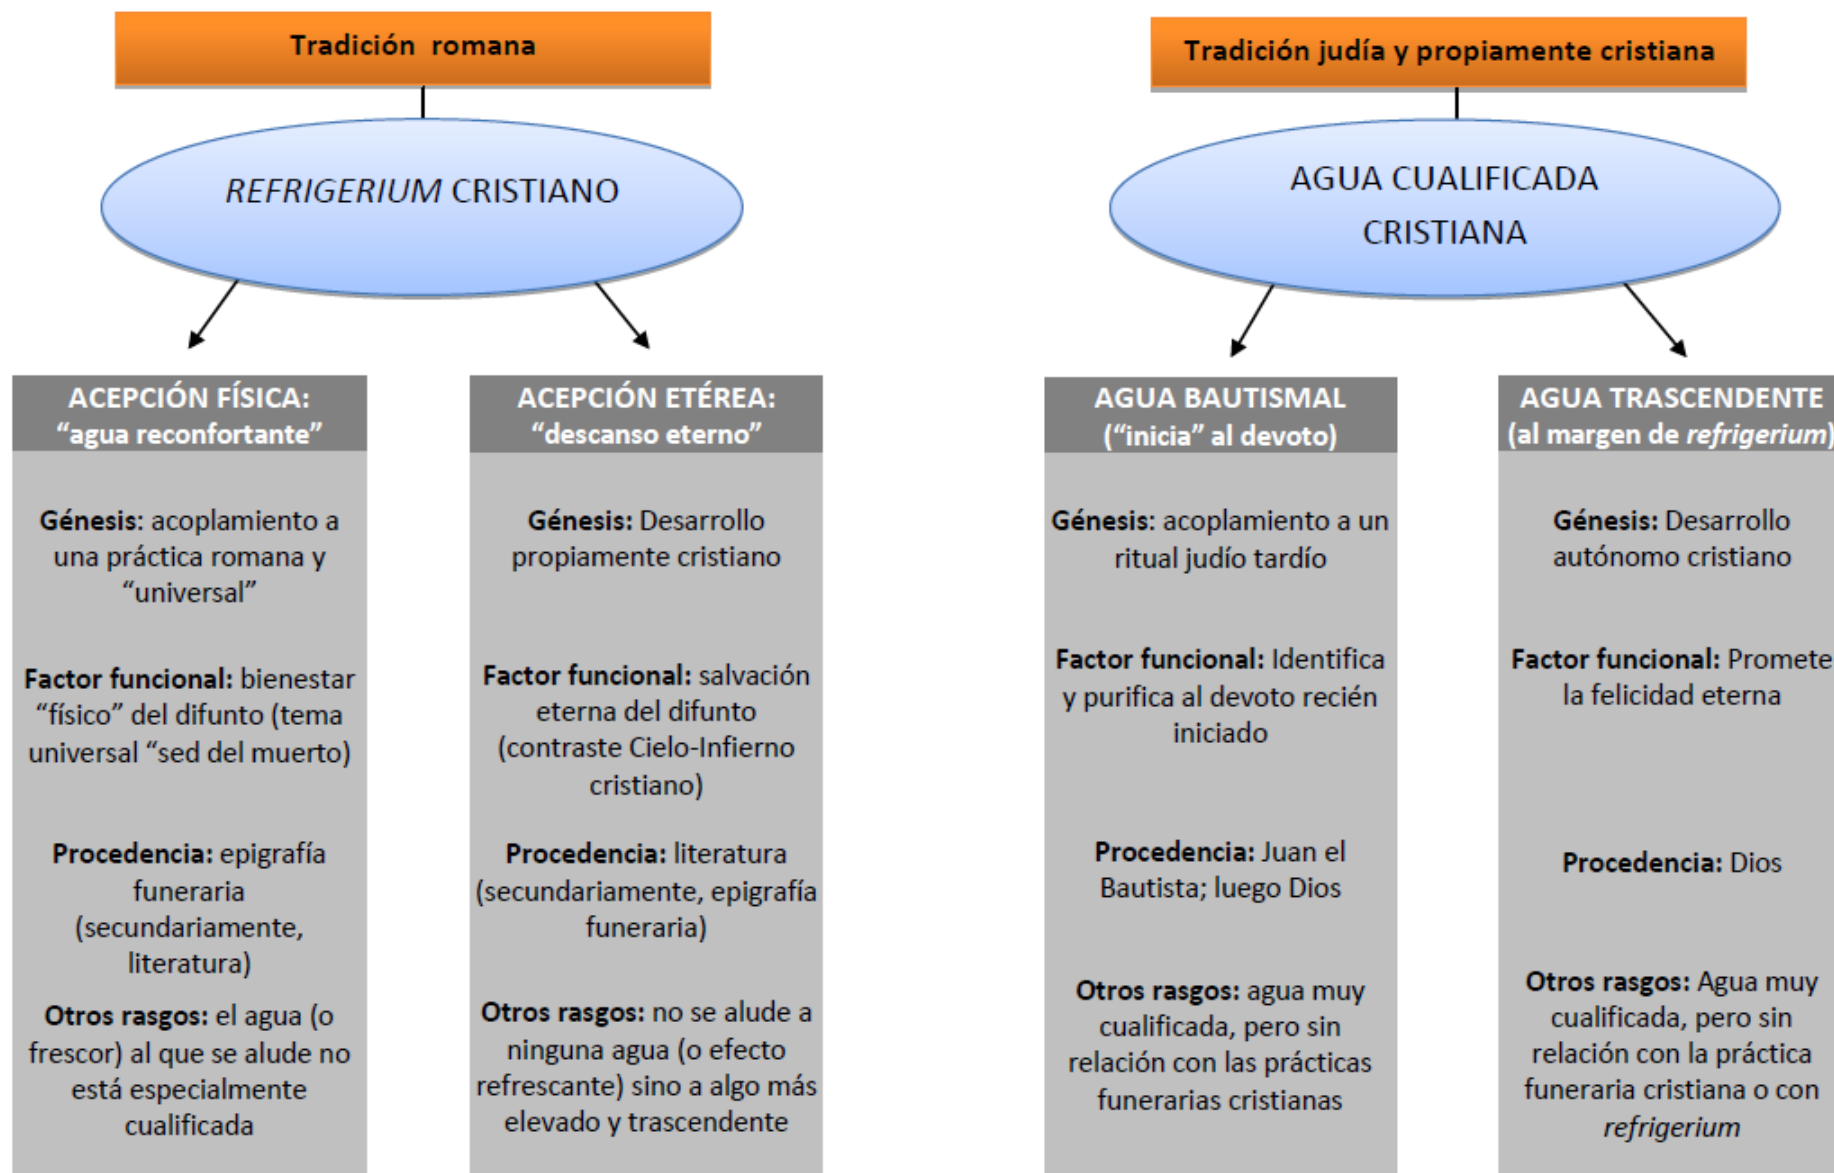 Tradición romana
REFRIGERIUM CRISTIANO
ACEPCIÓN FÍSICA:
“agua reconfortante”
Génesis: acoplamiento a
una práctica romana y
“universal”
Factor funcional: bienestar
“físico” del difunto (tema
universal “sed del muerto)
Procedencia: epigrafía
funeraria
(secundariamente,
literatura)
Otros rasgos: el agua (o
frescor) al que se alude no
está especialmente
cualificada
ACEPCIÓN ETÉREA:
“descanso eterno”
Génesis: Desarrollo
propiamente cristiano
Factor funcional: salvación
eterna del difunto
(contraste Cielo-Infierno
cristiano)
Procedencia: literatura
(secundariamente, epigrafía
funeraria)
Otros rasgos: no se alude a
ninguna agua (o efecto
refrescante) sino a algo más
elevado y trascendente
Tradición judía y propiamente cristiana
AGUA CUALIFICADA
CRISTIANA
AGUA BAUTISMAL
(“inicia” al devoto)
Génesis: acoplamiento a un
ritual judío tardío
Factor funcional: Identifica
y purifica al devoto recién
iniciado
Procedencia: Juan el
Bautista; luego Dios
Otros rasgos: agua muy
cualificada, pero sin
relación con las prácticas
funerarias cristianas
AGUA TRASCENDENTE
(al margen de refrigerium)
Génesis: Desarrollo
autónomo cristiano
Factor funcional: Promete
la felicidad eterna
Procedencia: Dios
Otros rasgos: Agua muy
cualificada, pero sin
relación con la práctica
funeraria cristiana o con
refrigerium